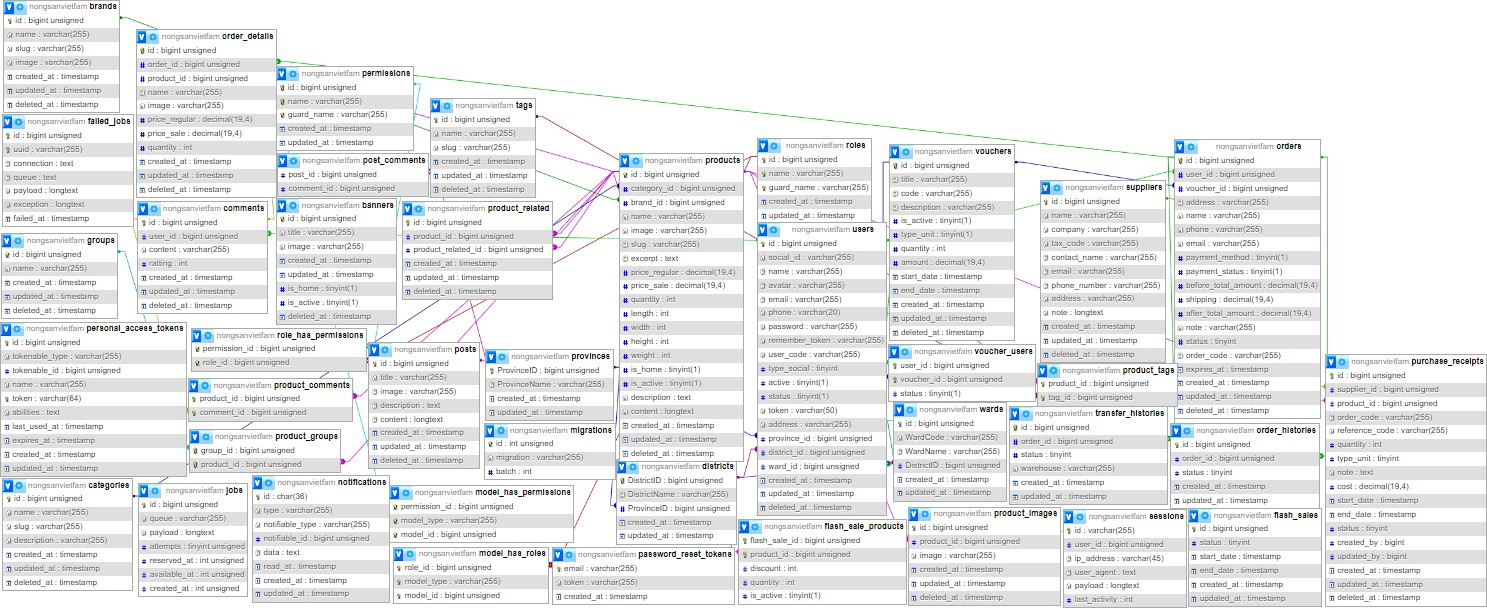 nongsanvietfam brands
id : bigint unsigned
name : varchar(255)
slug : varchar(255)
image : varchar(255)
created_at : timestamp
updated_at : timestamp
deleted_at : timestamp
nongsanvietfam failed_jobs
id : bigint unsigned
uuid : varchar(255)
connection : text
queue : text
payload : longtext
exception : longtext
failed_at : timestamp
nongsanvietfam groups
id : bigint unsigned
name : varchar(255)
created_at : timestamp
updated_at : timestamp
deleted_at : timestamp
nongsanvietfam personal_access_tokens
id : bigint unsigned
tokenable_type : varchar(255)
tokenable_id : bigint unsigned
name : varchar(255)
token : varchar(64)
abilities : text
last_used_at : timestamp
expires_at : timestamp
created_at : timestamp
updated_at : timestamp
nongsanvietfam categories
id : bigint unsigned
name : varchar(255)
slug : varchar(255)
description : varchar(255)
created_at : timestamp
updated_at : timestamp
deleted_at : timestamp
nongsanvietfam order_details
id : bigint unsigned
order_id : bigint unsigned
product_id : bigint unsigned
name : varchar(255)
image : varchar(255)
price_regular : decimal(19,4)
price_sale : decimal(19,4)
quantity : int
created_at : timestamp
updated_at : timestamp
deleted_at : timestamp
nongsanvietfam comments
id : bigint unsigned
user_id : bigint unsigned
content : varchar(255)
ratting : int
created_at : timestamp
updated_at : timestamp
deleted_at : timestamp
nongsanvietfam role_has_permissions
permission_id : bigint unsigned
role_id : bigint unsigned
nongsanvietfam product_comments
product_id : bigint unsigned
comment_id : bigint unsigned
nongsanvietfam product_groups
group_id : bigint unsigned
product_id : bigint unsigned
nongsanvietfam jobs
id : bigint unsigned
queue : varchar(255)
payload : longtext
attempts : tinyint unsigned
reserved_at : int unsigned
available_at : int unsigned
created_at : int unsigned
nongsanvietfam permissions
id : bigint unsigned
name : varchar(255)
guard_name : varchar(255)
created_at : timestamp
updated_at : timestamp
nongsanvietfam post_comments
post_id : bigint unsigned
comment_id : bigint unsigned
nongsanvietfam banners
id : bigint unsigned
title : varchar(255)
image : varchar(255)
created_at : timestamp
updated_at : timestamp
is_home : tinyint(1)
is_active : tinyint(1)
deleted_at : timestamp
nongsanvietfam notifications
id : char(36)
type : varchar(255)
notifiable_type : varchar(255)
notifiable_id : bigint unsigned
data : text
read_at : timestamp
created_at : timestamp
updated_at : timestamp
nongsanvietfam tags
id : bigint unsigned
name : varchar(255)
slug : varchar(255)
created_at : timestamp
updated_at : timestamp
deleted_at : timestamp
nongsanvietfam product_related
id : bigint unsigned
product_id : bigint unsigned
product_related_id : bigint unsigned
created_at : timestamp
updated_at : timestamp
deleted_at : timestamp
nongsanvietfam posts
id : bigint unsigned
title : varchar(255)
image : varchar(255)
description : text
content : longtext
created_at : timestamp
updated_at : timestamp
deleted_at : timestamp
nongsanvietfam provinces
ProvinceID : bigint unsigned
ProvinceName : varchar(255)
created_at : timestamp
updated_at : timestamp
nongsanvietfam migrations
id : int unsigned
migration : varchar(255)
batch : int
nongsanvietfam model_has_permissions
permission_id : bigint unsigned
model_type : varchar(255)
model_id : bigint unsigned
nongsanvietfam model_has_roles
role_id : bigint unsigned
model_type : varchar(255)
model_id : bigint unsigned
nongsanvietfam password_reset_tokens
email : varchar(255)
token : varchar(255)
created_at : timestamp
nongsanvietfam products
id : bigint unsigned
category_id : bigint unsigned
brand_id : bigint unsigned
name : varchar(255)
image : varchar(255)
slug : varchar(255)
excerpt : text
price_regular : decimal(19,4)
price_sale : decimal(19,4)
quantity : int
length : int
width : int
height : int
weight : int
is_home : tinyint(1)
is_active : tinyint(1)
description : text
content : longtext
created_at : timestamp
updated_at : timestamp
deleted_at : timestamp
nongsanvietfam districts
DistrictID : bigint unsigned
DistrictName : varchar(255)
ProvinceID : bigint unsigned
created_at : timestamp
updated_at : timestamp
nongsanvietfam roles
id : bigint unsigned
name : varchar(255)
guard_name : varchar(255)
created_at : timestamp
updated_at : timestamp
nongsanvietfam users
id : bigint unsigned
social_id : varchar(255)
name : varchar(255)
avatar : varchar(255)
email : varchar(255)
phone : varchar(20)
password : varchar(255)
remember_token : varchar(255)
user_code : varchar(255)
type_social : tinyint
active : tinyint(1)
status : tinyint(1)
token : varchar(50)
address : varchar(255)
province_id : bigint unsigned
district_id : bigint unsigned
ward_id : bigint unsigned
created_at : timestamp
updated_at : timestamp
deleted_at : timestamp
nongsanvietfam flash_sale_products
flash_sale_id : bigint unsigned
product_id : bigint unsigned
discount : int
quantity : int
is_active : tinyint(1)
nongsanvietfam vouchers
id : bigint unsigned
title : varchar(255)
code : varchar(255)
description : varchar(255)
is_active : tinyint(1)
type_unit : tinyint(1)
quantity : int
amount : decimal(19,4)
start_date : timestamp
end_date : timestamp
created_at : timestamp
updated_at : timestamp
deleted_at : timestamp
nongsanvietfam voucher_users
user_id : bigint unsigned
voucher_id : bigint unsigned
status : tinyint(1)
nongsanvietfam wards
WardCode : varchar(255)
WardName : varchar(255)
DistrictID : bigint unsigned
created_at : timestamp
updated_at : timestamp
nongsanvietfam product_images
id : bigint unsigned
product_id : bigint unsigned
image : varchar(255)
created_at : timestamp
updated_at : timestamp
deleted_at : timestamp
nongsanvietfam suppliers
id : bigint unsigned
name : varchar(255)
company : varchar(255)
tax_code : varchar(255)
contact_name : varchar(255)
email : varchar(255)
phone_number : varchar(255)
address : varchar(255)
note : longtext
created_at : timestamp
updated_at : timestamp
deleted_at : timestamp
nongsanvietfam product_tags
product_id : bigint unsigned
tag_id : bigint unsigned
nongsanvietfam transfer_histories
id : bigint unsigned
order_id : bigint unsigned
status : tinyint
warehouse : varchar(255)
created_at : timestamp
updated_at : timestamp
nongsanvietfam sessions
id : varchar(255)
user_id : bigint unsigned
ip_address : varchar(45)
user_agent : text
payload : longtext
last_activity : int
nongsanvietfam orders
id : bigint unsigned
user_id : bigint unsigned
voucher_id : bigint unsigned
address : varchar(255)
name : varchar(255)
phone : varchar(255)
email : varchar(255)
payment_method : tinyint(1)
payment_status : tinyint(1)
before_total_amount : decimal(19,4)
shipping : decimal(19,4)
after_total_amount : decimal(19,4)
note : varchar(255)
status : tinyint
order_code : varchar(255)
expires_at : timestamp
created_at : timestamp
updated_at : timestamp
deleted_at : timestamp
nongsanvietfam order_histories
id : bigint unsigned
order_id : bigint unsigned
status : tinyint
created_at : timestamp
updated_at : timestamp
nongsanvietfam flash_sales
id : bigint unsigned
status : tinyint
start_date : timestamp
end_date : timestamp
created_at : timestamp
updated_at : timestamp
nongsanvietfam purchase_receipts
id : bigint unsigned
supplier_id : bigint unsigned
product_id : bigint unsigned
order_code : varchar(255)
reference_code : varchar(255)
quantity : int
type_unit : tinyint
note : text
cost : decimal(19,4)
start_date : timestamp
end_date : timestamp
status : tinyint
created_by : bigint
updated_by : bigint
created_at : timestamp
updated_at : timestamp
deleted_at : timestamp